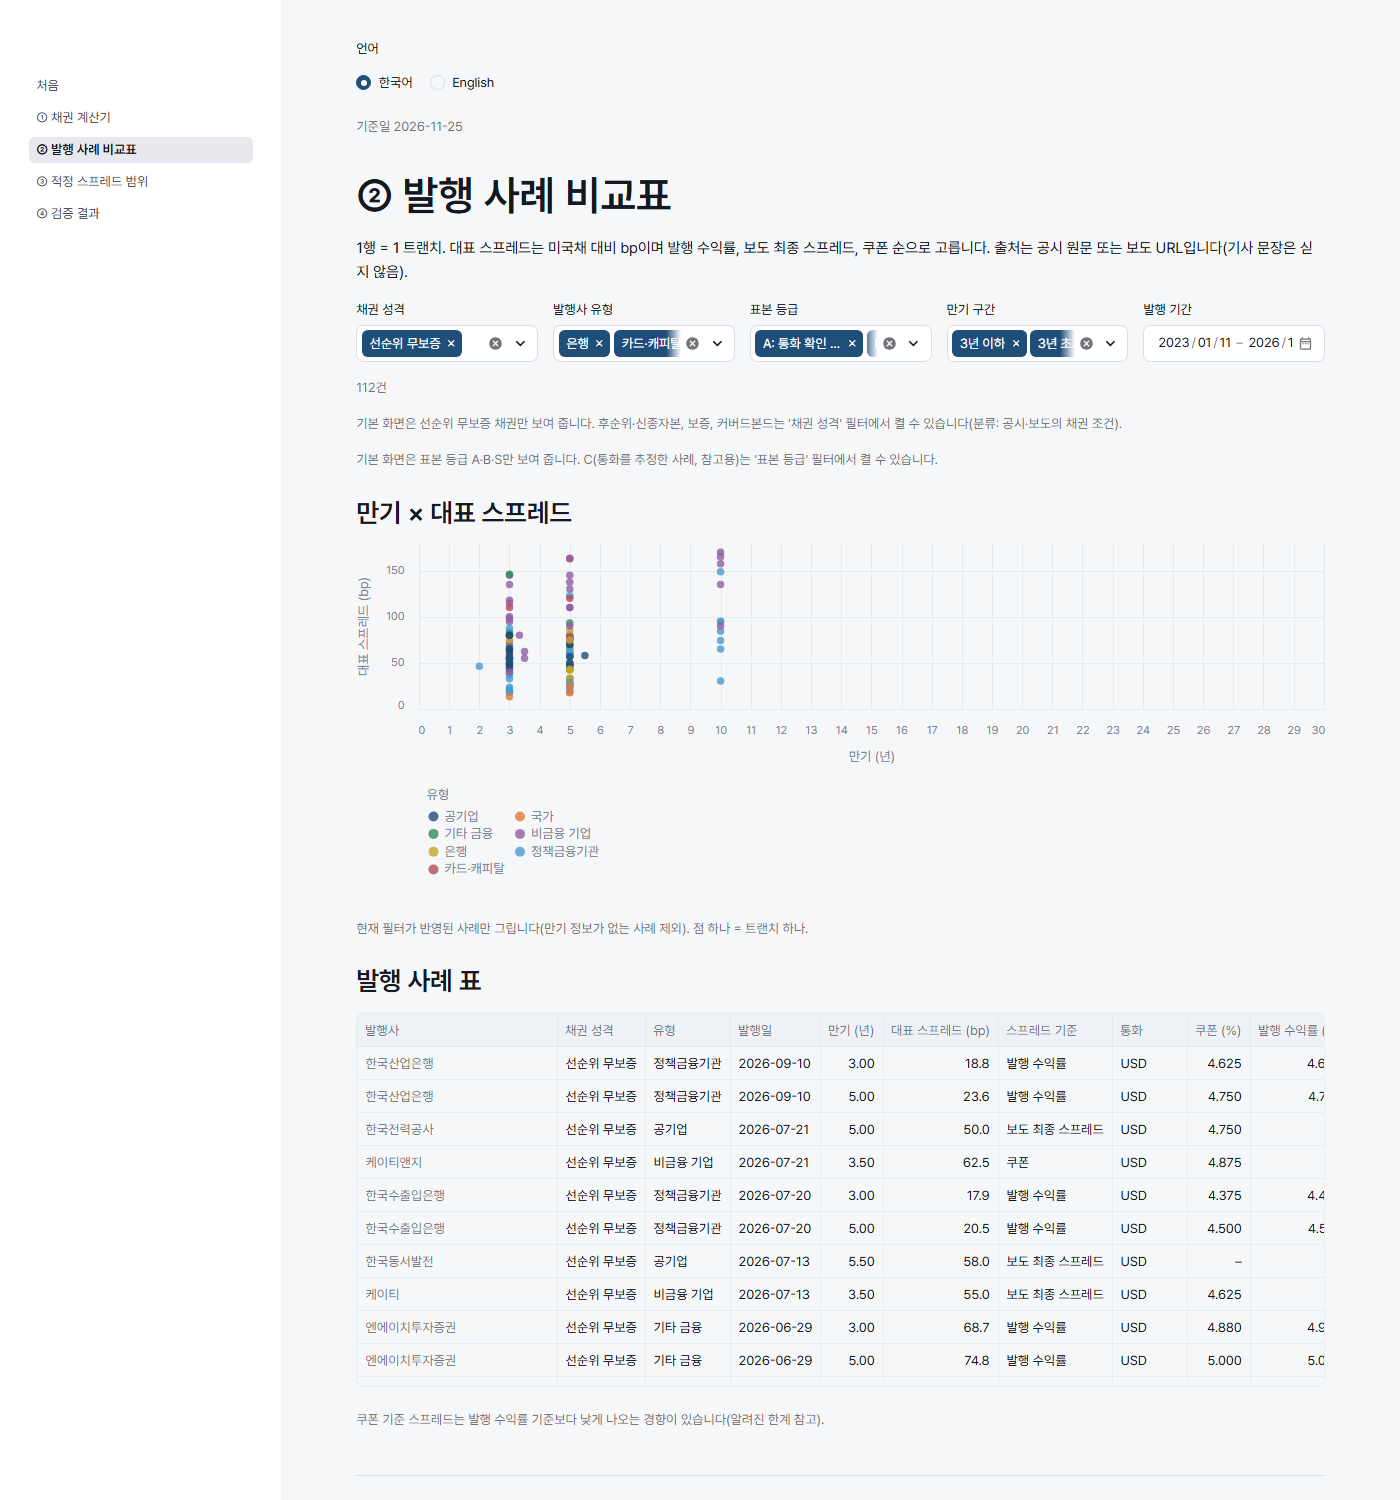 처음
① 채권 계산기
② 발행 사례 비교표
③ 적정 스프레드 범위
④ 검증 결과
언어
한국어 English
기준일 2026-11-25
② 발행 사례 비교표
1행 = 1 트랜치. 대표 스프레드는 미국채 대비 bp이며 발행 수익률, 보도 최종 스프레드, 쿠폰 순으로 고릅니다. 출처는 공시 원문 또는 보도 URL입니다(기사 문장은 싣
지 않음).
채권 성격 발행사 유형 표본 등급 만기 구간 발행 기간
선순위 무보증 은행 카드·캐피탈 A: 통화 확인 ... 3년 이하 3년 초 2023/01/11 – 2026/1
112건
기본 화면은 선순위 무보증 채권만 보여 줍니다. 후순위·신종자본, 보증, 커버드본드는 '채권 성격' 필터에서 켤 수 있습니다(분류: 공시·보도의 채권 조건).
기본 화면은 표본 등급 A·B·S만 보여 줍니다. C(통화를 추정한 사례, 참고용)는 '표본 등급' 필터에서 켤 수 있습니다.
만기 × 대표 스프레드
대표 스프레드 (bp)
150
100
50
0
0 1 2 3 4 5 6 7 8 9 10 11 12 13 14 15 16 17 18 19 20 21 22 23 24 25 26 27 28 29 30
만기 (년)
유형
공기업 국가
기타 금융 비금융 기업
은행 정책금융기관
카드·캐피탈
현재 필터가 반영된 사례만 그립니다(만기 정보가 없는 사례 제외). 점 하나 = 트랜치 하나.
발행 사례 표
발행사 채권 성격 유형 발행일 만기 (년) 대표 스프레드 (bp) 스프레드 기준 통화 쿠폰 (%) 발행 수익률 (
한국산업은행 선순위 무보증 정책금융기관 2026-09-10 3.00 18.8 발행 수익률 USD 4.625 4.6
한국산업은행 선순위 무보증 정책금융기관 2026-09-10 5.00 23.6 발행 수익률 USD 4.750 4.7
한국전력공사 선순위 무보증 공기업 2026-07-21 5.00 50.0 보도 최종 스프레드 USD 4.750
케이티앤지 선순위 무보증 비금융 기업 2026-07-21 3.50 62.5 쿠폰 USD 4.875
한국수출입은행 선순위 무보증 정책금융기관 2026-07-20 3.00 17.9 발행 수익률 USD 4.375 4.4
한국수출입은행 선순위 무보증 정책금융기관 2026-07-20 5.00 20.5 발행 수익률 USD 4.500 4.5
한국동서발전 선순위 무보증 공기업 2026-07-13 5.50 58.0 보도 최종 스프레드 USD –
케이티 선순위 무보증 비금융 기업 2026-07-13 3.50 55.0 보도 최종 스프레드 USD 4.625
엔에이치투자증권 선순위 무보증 기타 금융 2026-06-29 3.00 68.7 발행 수익률 USD 4.880 4.9
엔에이치투자증권 선순위 무보증 기타 금융 2026-06-29 5.00 74.8 발행 수익률 USD 5.000 5.0
쿠폰 기준 스프레드는 발행 수익률 기준보다 낮게 나오는 경향이 있습니다(알려진 한계 참고).